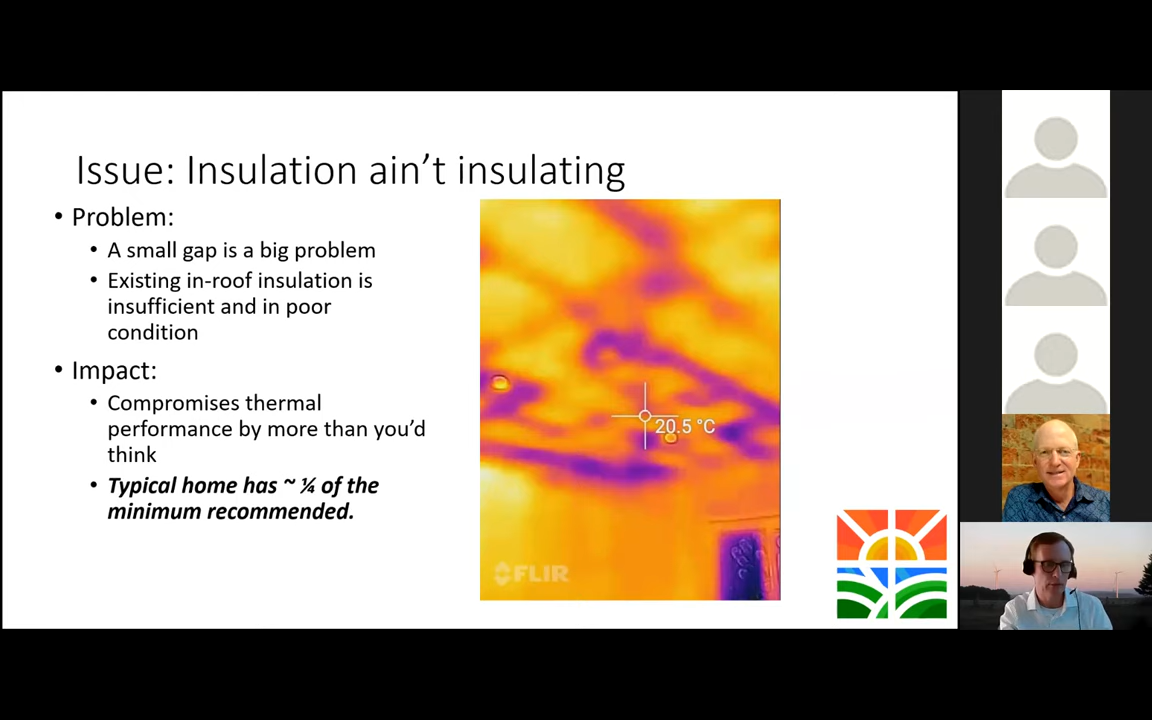 Issue: Insulation ain’t insulating
• Problem:
• A small gap is a big problem
• Existing in-roof insulation is
insufficient and in poor
condition
• Impact:
• Compromises thermal
performance by more than you’d
think
• Typical home has ~ ¼ of the
minimum recommended.
20.5 °C
FLIR